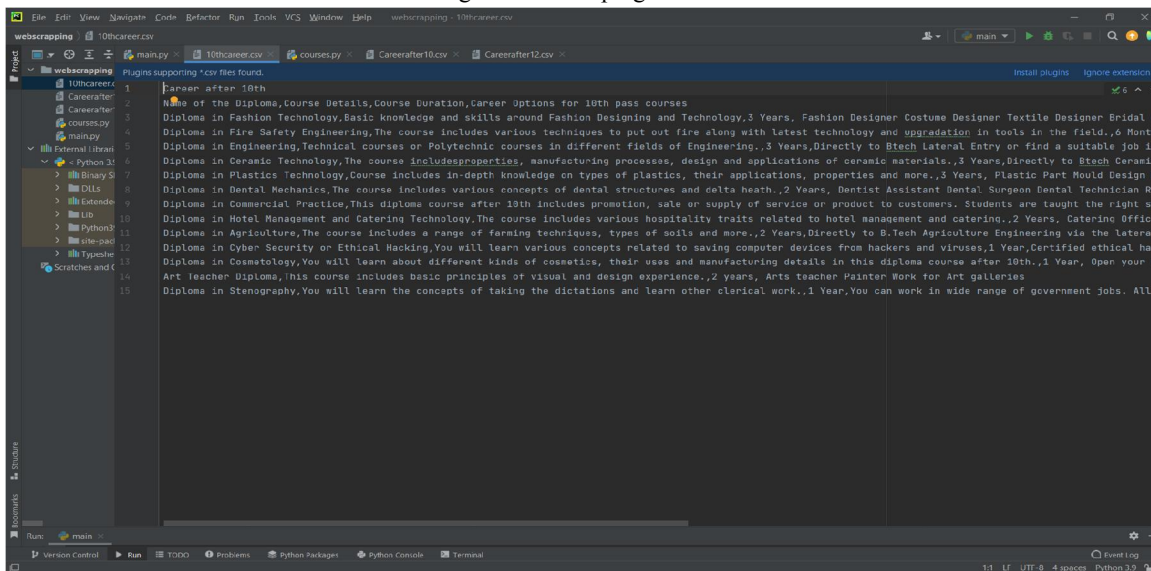 File Edit View Navigate Code Refactor Run Tools VCS Window Help webscrapping - 10thcareer.csv
webscrapping 10thcareer.csv main
Project main.py 10thcareer.csv courses.py Careerafter10.csv Careerafter12.csv
webscrapping
10thcareer.c
Careerafter
Careerafter
courses.py
main.py
External Librari
< Python 3.
Binary S
DLLs
Extende
Lib
Python3
site-pac
Typeshe
Scratches and C
Plugins supporting *.csv files found. Install plugins Ignore extension
6
1 Career after 10th
2 Name of the Diploma,Course Details,Course Duration,Career Options for 10th pass courses
3 Diploma in Fashion Technology,Basic knowledge and skills around Fashion Designing and Technology,3 Years, Fashion Designer Costume Designer Textile Designer Bridal
4 Diploma in Fire Safety Engineering,The course includes various techniques to put out fire along with latest technology and upgradation in tools in the field.,6 Mont
5 Diploma in Engineering,Technical courses or Polytechnic courses in different fields of Engineering.,3 Years,Directly to Btech Lateral Entry or find a suitable job i
6 Diploma in Ceramic Technology,The course includesproperties, manufacturing processes, design and applications of ceramic materials.,3 Years,Directly to Btech Cerami
7 Diploma in Plastics Technology,Course includes in-depth knowledge on types of plastics, their applications, properties and more.,3 Years, Plastic Part Mould Design
8 Diploma in Dental Mechanics,The course includes various concepts of dental structures and delta heath.,2 Years, Dentist Assistant Dental Surgeon Dental Technician R
9 Diploma in Commercial Practice,This diploma course after 10th includes promotion, sale or supply of service or product to customers. Students are taught the right s
10 Diploma in Hotel Management and Catering Technology,The course includes various hospitality traits related to hotel management and catering.,2 Years, Catering Offic
11 Diploma in Agriculture,The course includes a range of farming techniques, types of soils and more.,2 Years,Directly to B.Tech Agriculture Engineering via the latera
12 Diploma in Cyber Security or Ethical Hacking,You will learn various concepts related to saving computer devices from hackers and viruses,1 Year,Certified ethical ha
13 Diploma in Cosmetology,You will learn about different kinds of cosmetics, their uses and manufacturing details in this diploma course after 10th.,1 Year, Open your
14 Art Teacher Diploma,This course includes basic principles of visual and design experience.,2 years, Arts teacher Painter Work for Art galleries
15 Diploma in Stenography,You will learn the concepts of taking the dictations and learn other clerical work.,1 Year,You can work in wide range of government jobs. All
Structure
Bookmarks
Run: main
Version Control Run TODO Problems Python Packages Python Console Terminal Event Log
1:1 LF UTF-8 4 spaces Python 3.9